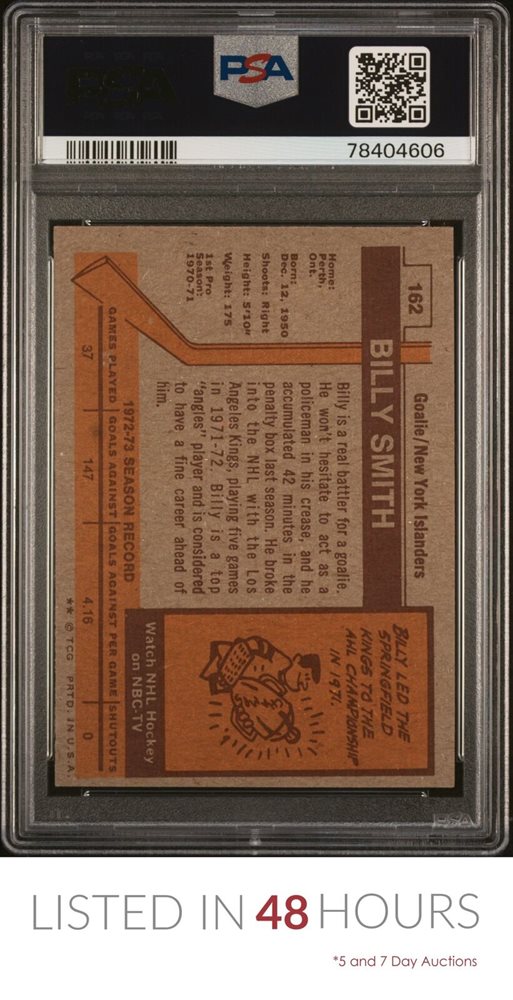 PSA
78404606
162
Goalie/New York Islanders
BILLY SMITH
Home:
Perth,
Ont.
Born:
Dec. 12, 1950
Shoots: Right
Height: 5'10"
Weight: 175
1st Pro
Season:
1970-71
Billy is a real battler for a goalie.
He won't hesitate to act as a
policeman in his crease, and he
accumulated 42 minutes in the
penalty box last season. He broke
into the NHL with the Los
Angeles Kings, playing five games
in 1971-72. Billy is a top
"angles" player and is considered
to have a fine career ahead of
him.
BILLY LED THE
SPRINGFIELD
KINGS TO THE
AHL CHAMPIONSHIP
IN 1971.
Watch NHL Hockey
on NBC-TV
1972-73 SEASON RECORD
GAMES PLAYED GOALS AGAINST GOALS AGAINST PER GAME SHUTOUTS
37 147 4.16 0
** © TCG PRTD. IN U.S.A.
PSA
LISTED IN 48 HOURS
*5 and 7 Day Auctions